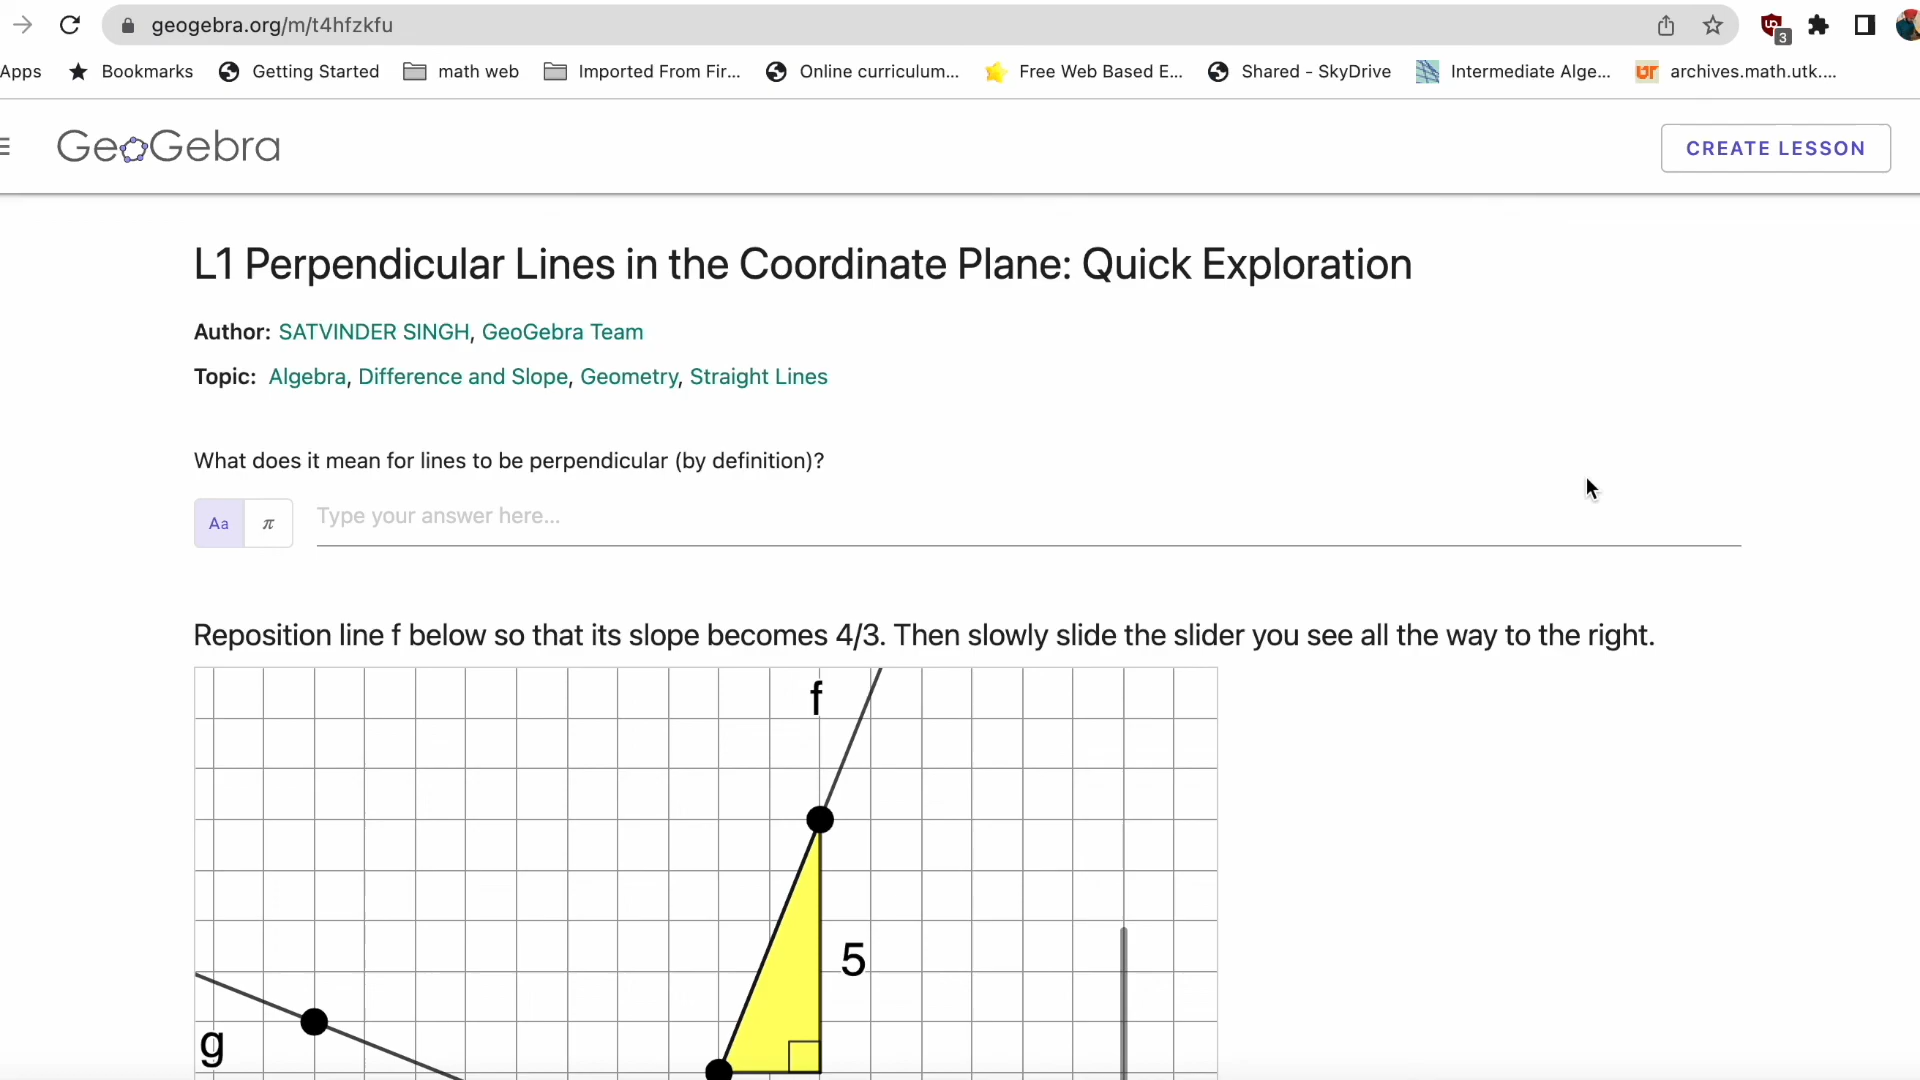 geogebra.org/m/t4hfzkfu
3
Apps Bookmarks Getting Started math web Imported From Fir... Online curriculum... Free Web Based E... Shared - SkyDrive Intermediate Alge... archives.math.utk....
GeoGebra
CREATE LESSON
L1 Perpendicular Lines in the Coordinate Plane: Quick Exploration
Author: SATVINDER SINGH, GeoGebra Team
Topic: Algebra, Difference and Slope, Geometry, Straight Lines
What does it mean for lines to be perpendicular (by definition)?
Aa π Type your answer here...
Reposition line f below so that its slope becomes 4/3. Then slowly slide the slider you see all the way to the right.
f
5
g